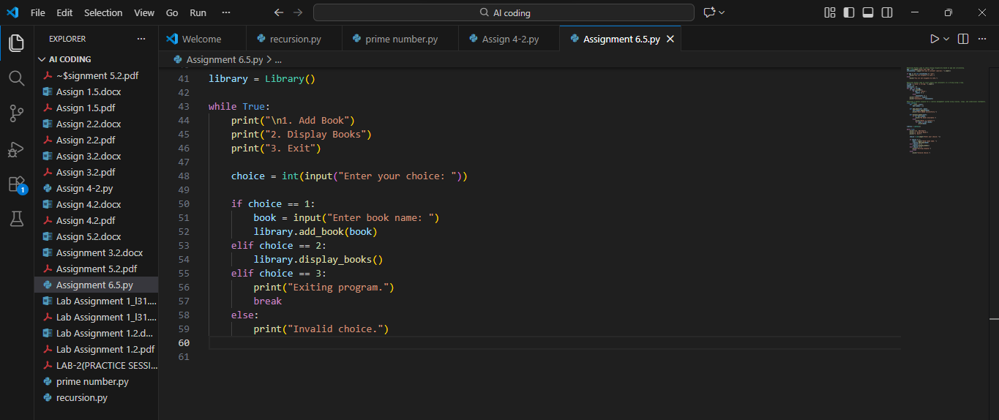 File Edit Selection View Go Run ···
AI coding
EXPLORER ···
Welcome
recursion.py
prime number.py
Assign 4-2.py
Assignment 6.5.py
AI CODING
Assignment 6.5.py > ...
~$signment 5.2.pdf
Assign 1.5.docx
Assign 1.5.pdf
Assign 2.2.docx
Assign 2.2.pdf
Assign 3.2.docx
Assign 3.2.pdf
Assign 4-2.py
Assign 4.2.docx
Assign 4.2.pdf
Assign 5.2.docx
Assignment 3.2.docx
Assignment 5.2.pdf
Assignment 6.5.py
Lab Assignment 1_l31....
Lab Assignment 1_l31....
Lab Assignment 1.2.d...
Lab Assignment 1.2.pdf
LAB-2(PRACTICE SESSI...
prime number.py
recursion.py
1
41 library = Library()
42
43 while True:
44     print("\n1. Add Book")
45     print("2. Display Books")
46     print("3. Exit")
47
48     choice = int(input("Enter your choice: "))
49
50     if choice == 1:
51         book = input("Enter book name: ")
52         library.add_book(book)
53     elif choice == 2:
54         library.display_books()
55     elif choice == 3:
56         print("Exiting program.")
57         break
58     else:
59         print("Invalid choice.")
60
61